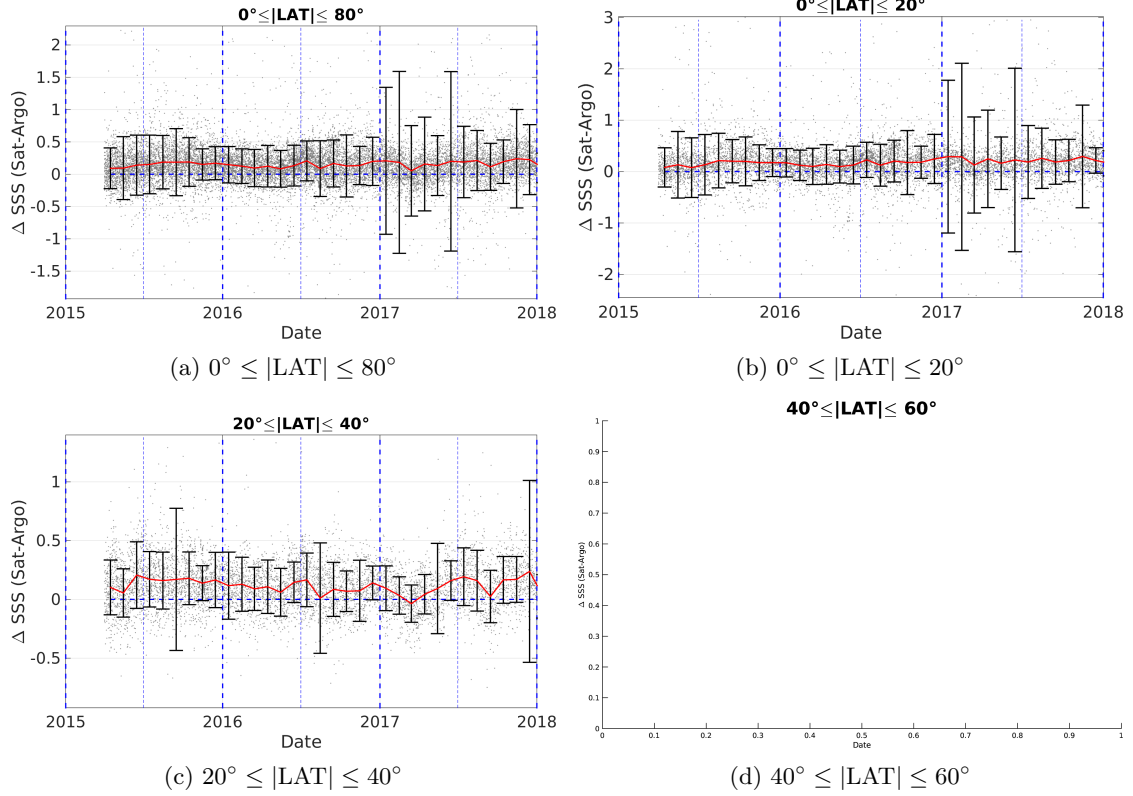 0°≤|LAT|≤ 80°
2
1.5
1
0.5
0
-0.5
-1
-1.5
Δ SSS (Sat-Argo)
2015 2016 2017 2018
Date
(a) 0° ≤ |LAT| ≤ 80°
0°≤|LAT|≤ 20°
3
2
1
0
-1
-2
Δ SSS (Sat-Argo)
2015 2016 2017 2018
Date
(b) 0° ≤ |LAT| ≤ 20°
20°≤|LAT|≤ 40°
1
0.5
0
-0.5
Δ SSS (Sat-Argo)
2015 2016 2017 2018
Date
(c) 20° ≤ |LAT| ≤ 40°
40°≤|LAT|≤ 60°
1
0.9
0.8
0.7
0.6
0.5
0.4
0.3
0.2
0.1
0
Δ SSS (Sat-Argo)
0 0.1 0.2 0.3 0.4 0.5 0.6 0.7 0.8 0.9 1
Date
(d) 40° ≤ |LAT| ≤ 60°